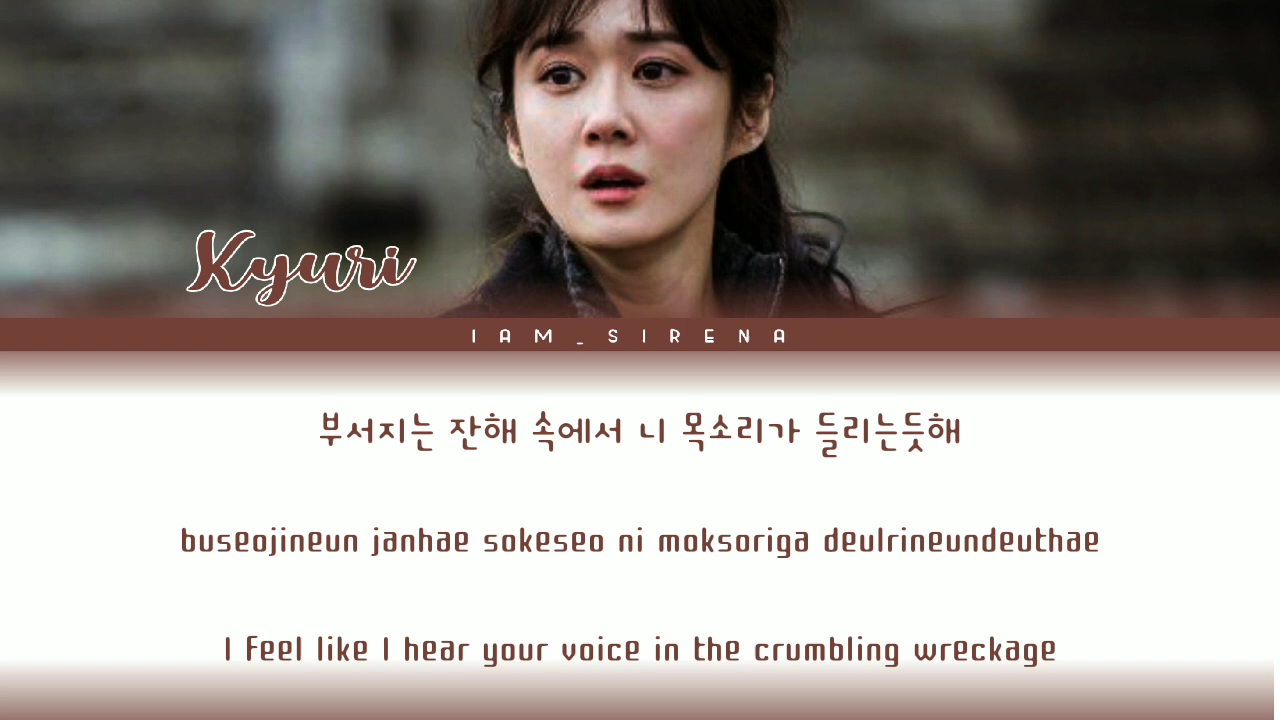 Kyuri
IAM_SIRENA
부서지는 잔해 속에서 니 목소리가 들리는듯해
buseojineun janhae sokeseo ni moksoriga deulrineundeuthae
I Feel like I hear your voice in the crumbling wreckage